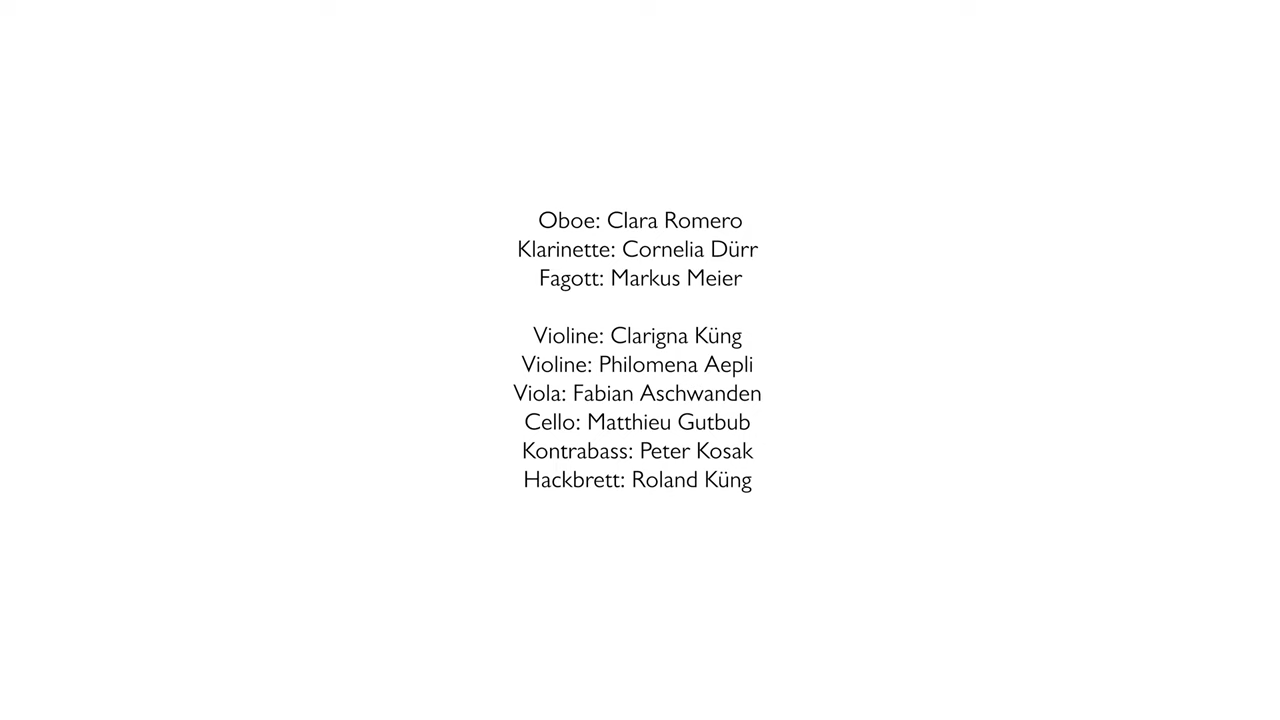 Oboe: Clara Romero
Klarinette: Cornelia Dürr
Fagott: Markus Meier
Violine: Clarigna Küng
Violine: Philomena Aepli
Viola: Fabian Aschwanden
Cello: Matthieu Gutbub
Kontrabass: Peter Kosak
Hackbrett: Roland Küng